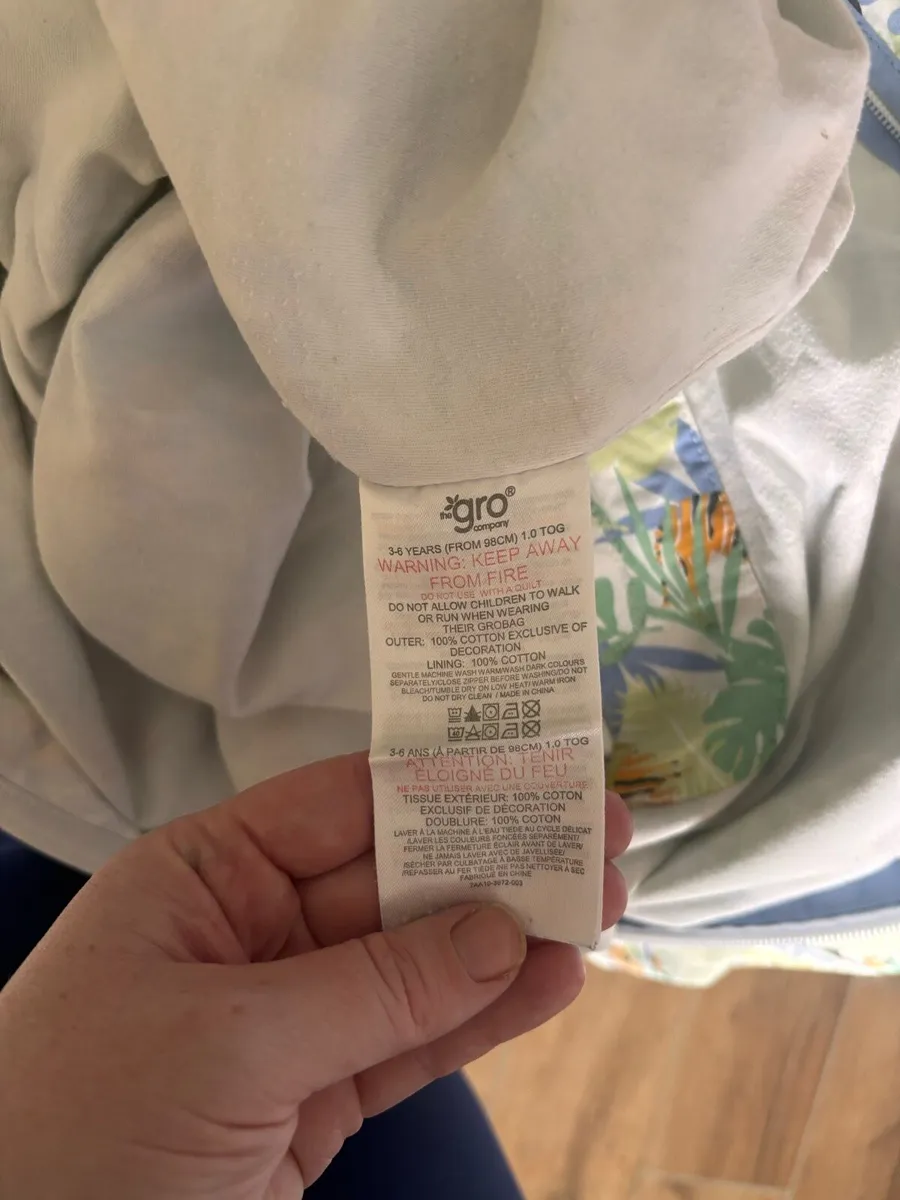 the gro® company
3-6 YEARS (FROM 98CM) 1.0 TOG
WARNING: KEEP AWAY
FROM FIRE
DO NOT USE WITH A QUILT
DO NOT ALLOW CHILDREN TO WALK
OR RUN WHEN WEARING
THEIR GROBAG
OUTER: 100% COTTON EXCLUSIVE OF
DECORATION
LINING: 100% COTTON
GENTLE MACHINE WASH WARM/WASH DARK COLOURS
SEPARATELY/CLOSE ZIPPER BEFORE WASHING/DO NOT
BLEACH/TUMBLE DRY ON LOW HEAT/WARM IRON
DO NOT DRY CLEAN / MADE IN CHINA
3-6 ANS (À PARTIR DE 98CM) 1.0 TOG
ATTENTION: TENIR
ÉLOIGNÉ DU FEU
NE PAS UTILISER AVEC UNE COUVERTURE
TISSUE EXTÉRIEUR: 100% COTON
EXCLUSIF DE DÉCORATION
DOUBLURE: 100% COTON
LAVER À LA MACHINE À L'EAU TIEDE AU CYCLE DÉLICAT
/LAVER LES COULEURS FONCÉES SÉPARÉMENT/
FERMER LA FERMETURE ÉCLAIR AVANT DE LAVER/
NE JAMAIS LAVER AVEC DE JAVELLISÉE/
/SÉCHER PAR CULBATAGE À BASSE TEMPÉRATURE
/REPASSER AU FER TIÉDE /NE PAS NETTOYER À SEC
FABRIQUÉ EN CHINE